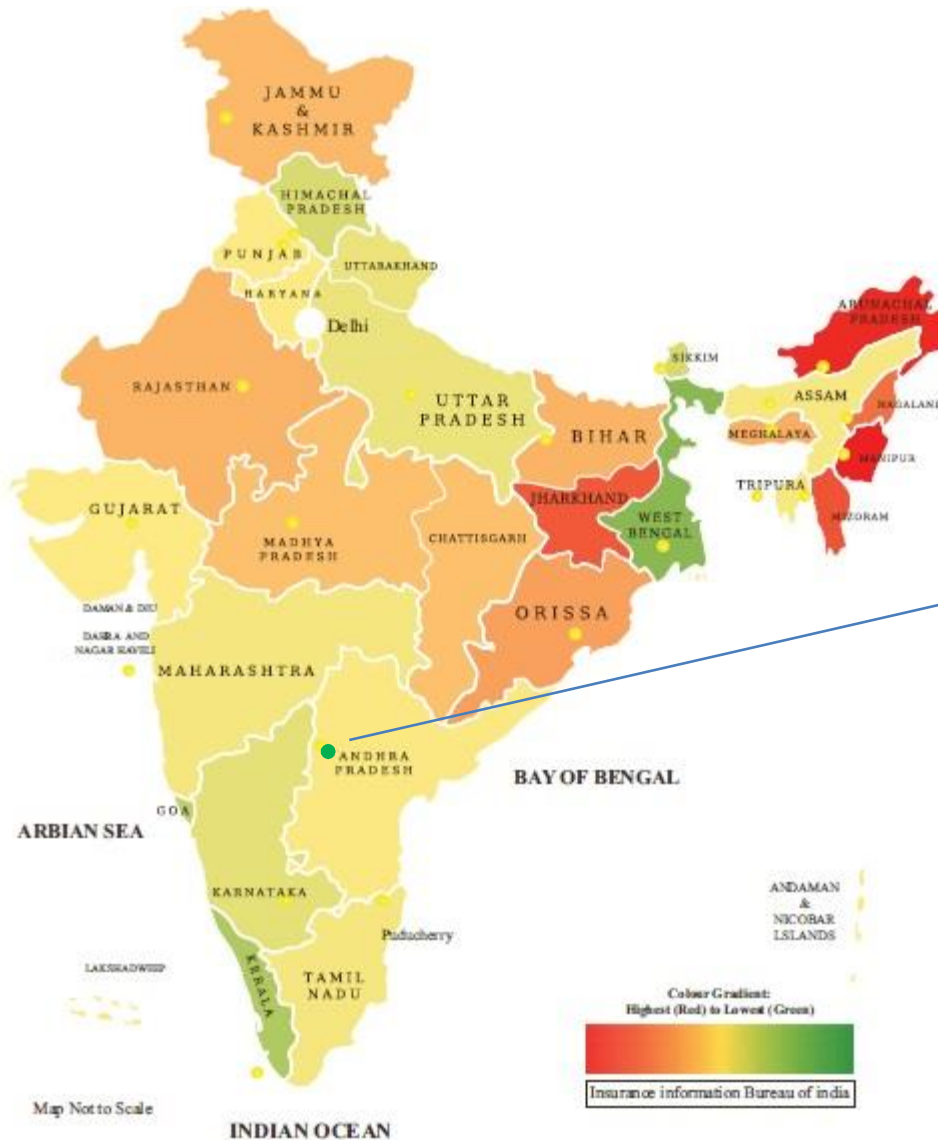 JAMMU
&
KASHMIR
HIMACHAL
PRADESH
PUNJAB
UTTARAKHAND
HARYANA
Delhi
ARUNACHAL
PRADESH
SIKKIM
RAJASTHAN
ASSAM
UTTAR
PRADESH
NAGALAND
BIHAR
MEGHALAYA
MANIPUR
JHARKHAND
TRIPURA
GUJARAT
WEST
BENGAL
MIZORAM
MADHYA
PRADESH
CHATTISGARH
DAMAN & DIU
ORISSA
DADRA AND
NAGAR HAVELI
MAHARASHTRA
ANDHRA
PRADESH
BAY OF BENGAL
GOA
ARBIAN SEA
KARNATAKA
ANDAMAN
&
NICOBAR
LSLANDS
Puducherry
LAKSHADWEEP
TAMIL
NADU
KERALA
Colour Gradient:
Highest (Red) to Lowest (Green)
Insurance information Bureau of india
Map Not to Scale
INDIAN OCEAN